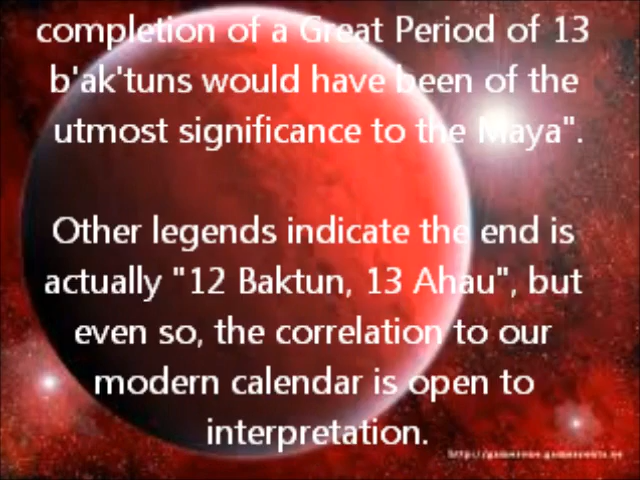 completion of a Great Period of 13
b'ak'tuns would have been of the
utmost significance to the Maya".
Other legends indicate the end is
actually "12 Baktun, 13 Ahau", but
even so, the correlation to our
modern calendar is open to
interpretation.